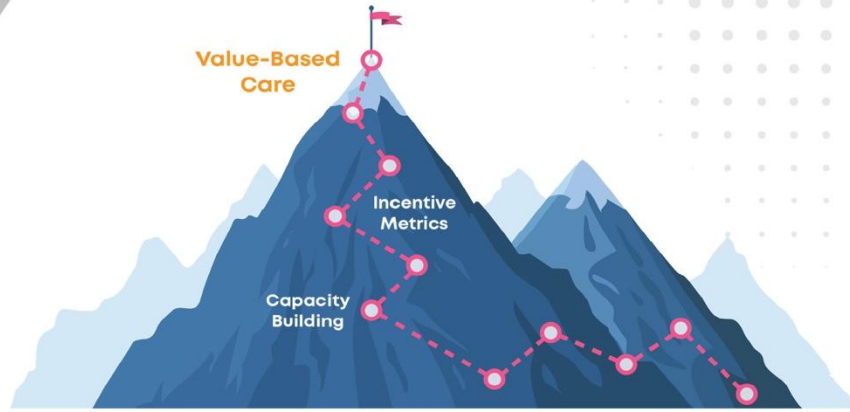 Value-Based
Care
Incentive
Metrics
Capacity
Building